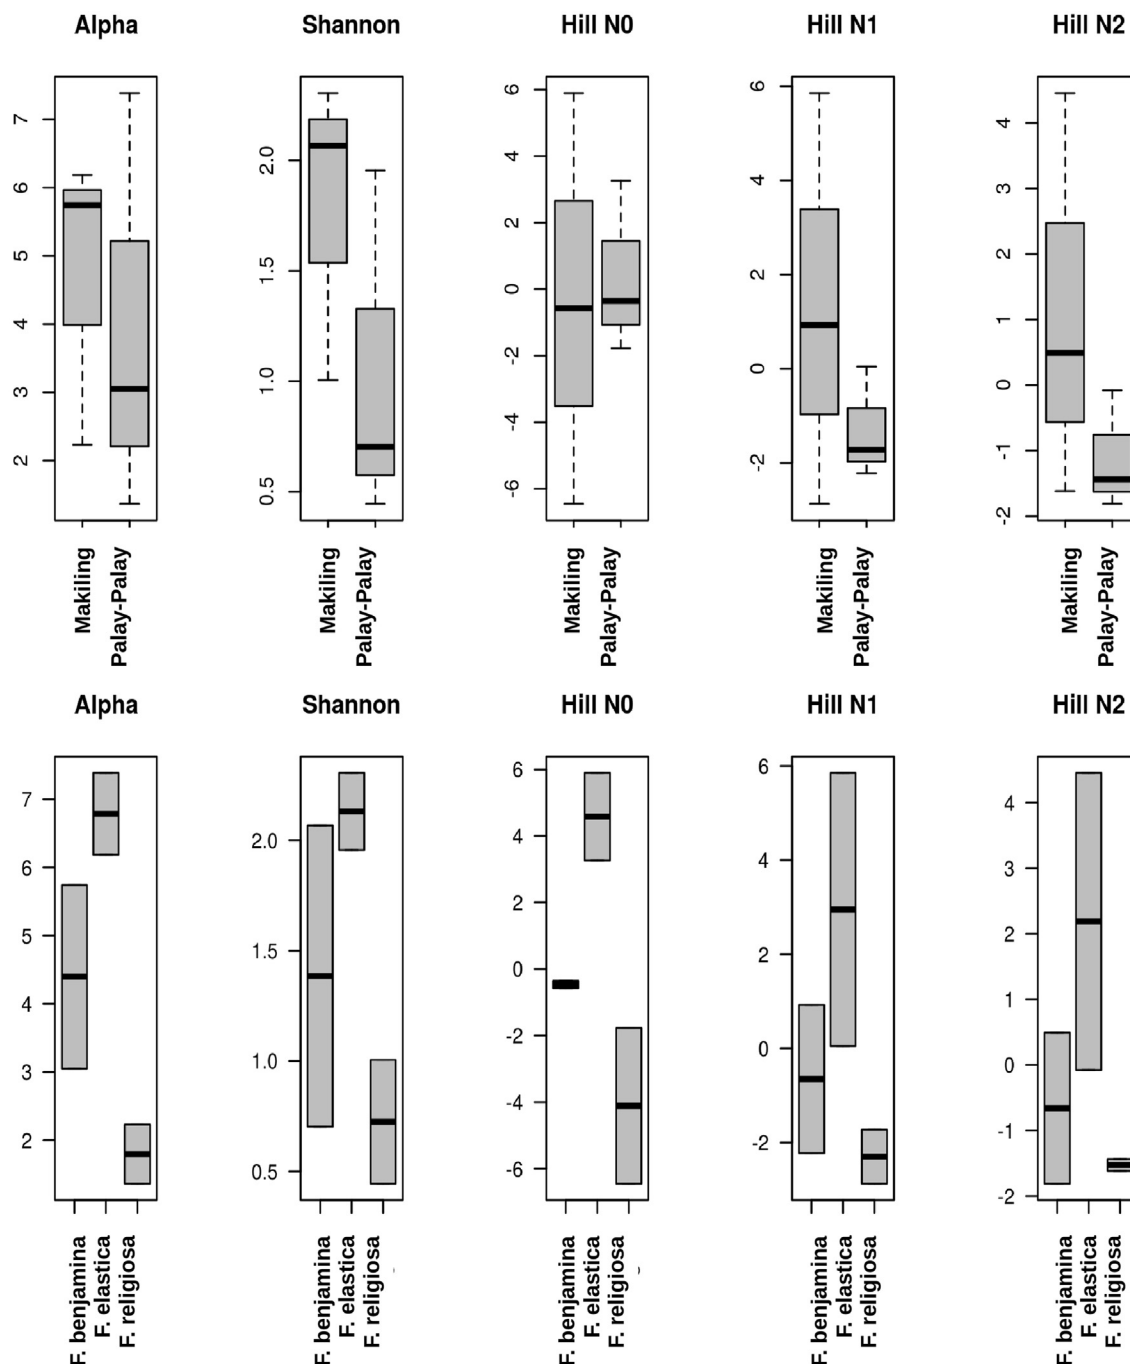 Alpha Shannon Hill N0 Hill N1 Hill N2
7
6
5
4
3
2
2.0
1.5
1.0
0.5
6
4
2
0
-2
-4
-6
6
4
2
0
-2
4
3
2
1
0
-1
-2
Makiling
Palay-Palay
Makiling
Palay-Palay
Makiling
Palay-Palay
Makiling
Palay-Palay
Makiling
Palay-Palay
Alpha Shannon Hill N0 Hill N1 Hill N2
7
6
5
4
3
2
2.0
1.5
1.0
0.5
6
4
2
0
-2
-4
-6
6
4
2
0
-2
4
3
2
1
0
-1
-2
F. benjamina
F. elastica
F. religiosa
F. benjamina
F. elastica
F. religiosa
F. benjamina
F. elastica
F. religiosa
F. benjamina
F. elastica
F. religiosa
F. benjamina
F. elastica
F. religiosa